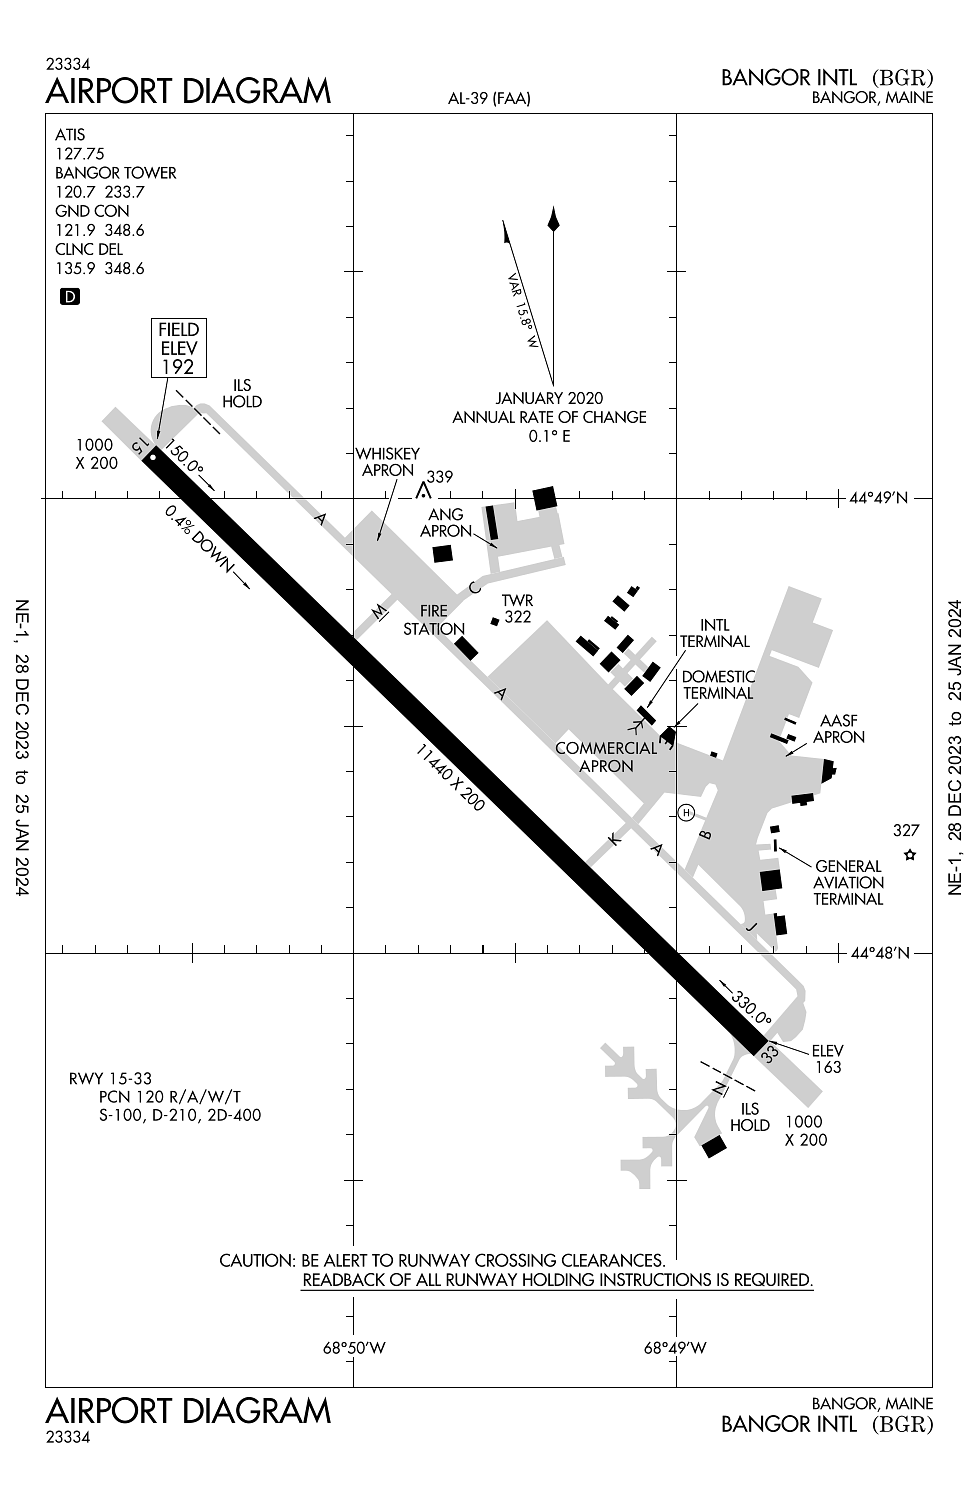 23334
AIRPORT DIAGRAM
AL-39 (FAA)
BANGOR INTL (BGR)
BANGOR, MAINE
ATIS
127.75
BANGOR TOWER
120.7 233.7
GND CON
121.9 348.6
CLNC DEL
135.9 348.6
D
VAR 15.8° W
JANUARY 2020
ANNUAL RATE OF CHANGE
0.1° E
FIELD
ELEV
192
ILS
HOLD
1000
X 200
15
150.0°
0.4% DOWN
WHISKEY
APRON
339
ANG
APRON
44°49'N
A
C
M
FIRE
STATION
TWR
322
INTL
TERMINAL
DOMESTIC
TERMINAL
A
COMMERCIAL
APRON
AASF
APRON
11440 X 200
H
K
A
B
327
GENERAL
AVIATION
TERMINAL
J
44°48'N
330.0°
33
ELEV
163
N
ILS
HOLD
1000
X 200
RWY 15-33
PCN 120 R/A/W/T
S-100, D-210, 2D-400
CAUTION: BE ALERT TO RUNWAY CROSSING CLEARANCES.
READBACK OF ALL RUNWAY HOLDING INSTRUCTIONS IS REQUIRED.
68°50'W
68°49'W
NE-1, 28 DEC 2023 to 25 JAN 2024
NE-1, 28 DEC 2023 to 25 JAN 2024
AIRPORT DIAGRAM
23334
BANGOR, MAINE
BANGOR INTL (BGR)